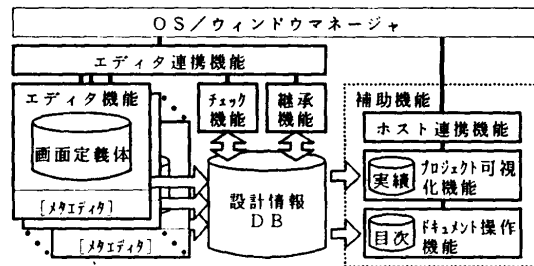 OS/ウィンドウマネージャ
エディタ連携機能
エディタ機能
画面定義体
[メタエディタ]
[メタエディタ]
チェック
機能
継承
機能
設計情報
DB
補助機能
ホスト連携機能
実績
プロジェクト可視
化機能
目次
ドキュメント操作
機能